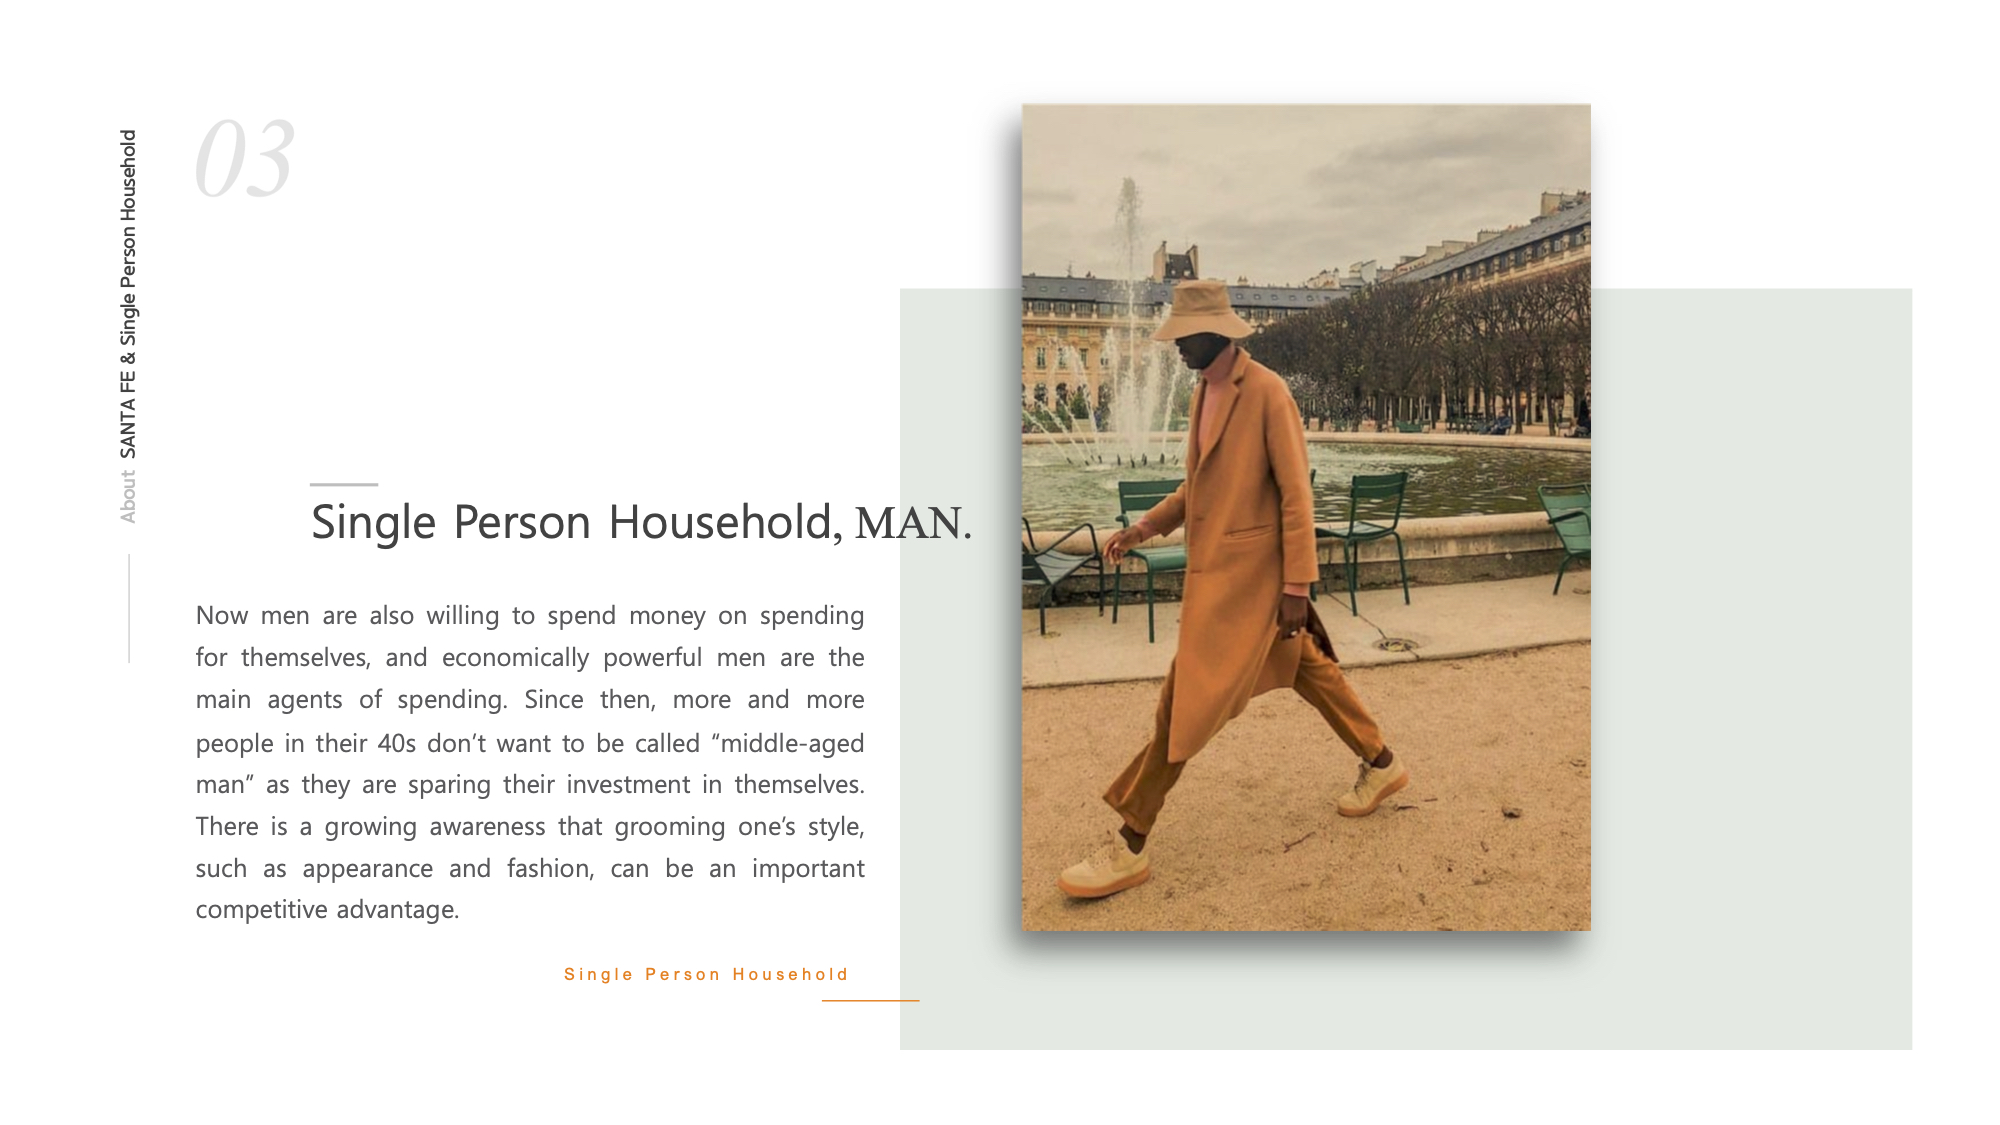 03
About SANTA FE & Single Person Household
Single Person Household, MAN.
Now men are also willing to spend money on spending
for themselves, and economically powerful men are the
main agents of spending. Since then, more and more
people in their 40s don’t want to be called “middle-aged
man” as they are sparing their investment in themselves.
There is a growing awareness that grooming one’s style,
such as appearance and fashion, can be an important
competitive advantage.
Single Person Household